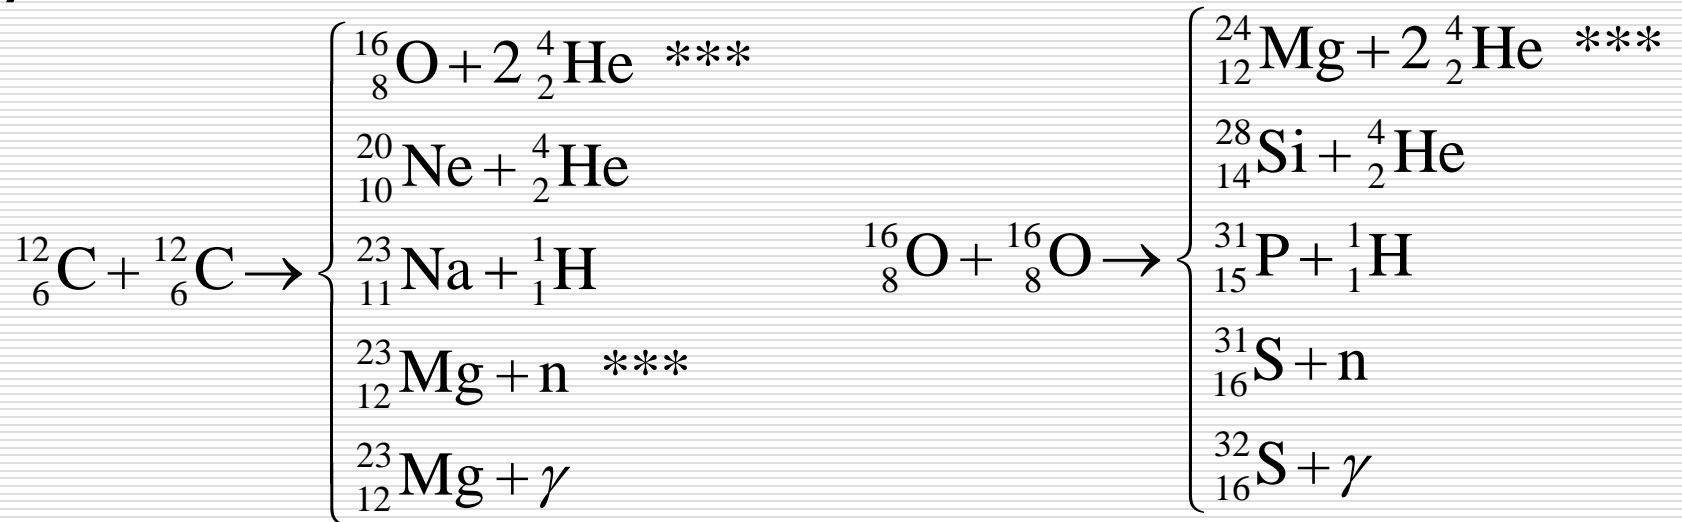 ¹²₆C + ¹²₆C → { ¹⁶₈O + 2 ⁴₂He ***
²⁰₁₀Ne + ⁴₂He
²³₁₁Na + ¹₁H
²³₁₂Mg + n ***
²³₁₂Mg + γ
¹⁶₈O + ¹⁶₈O → { ²⁴₁₂Mg + 2 ⁴₂He ***
²⁸₁₄Si + ⁴₂He
³¹₁₅P + ¹₁H
³¹₁₆S + n
³²₁₆S + γ